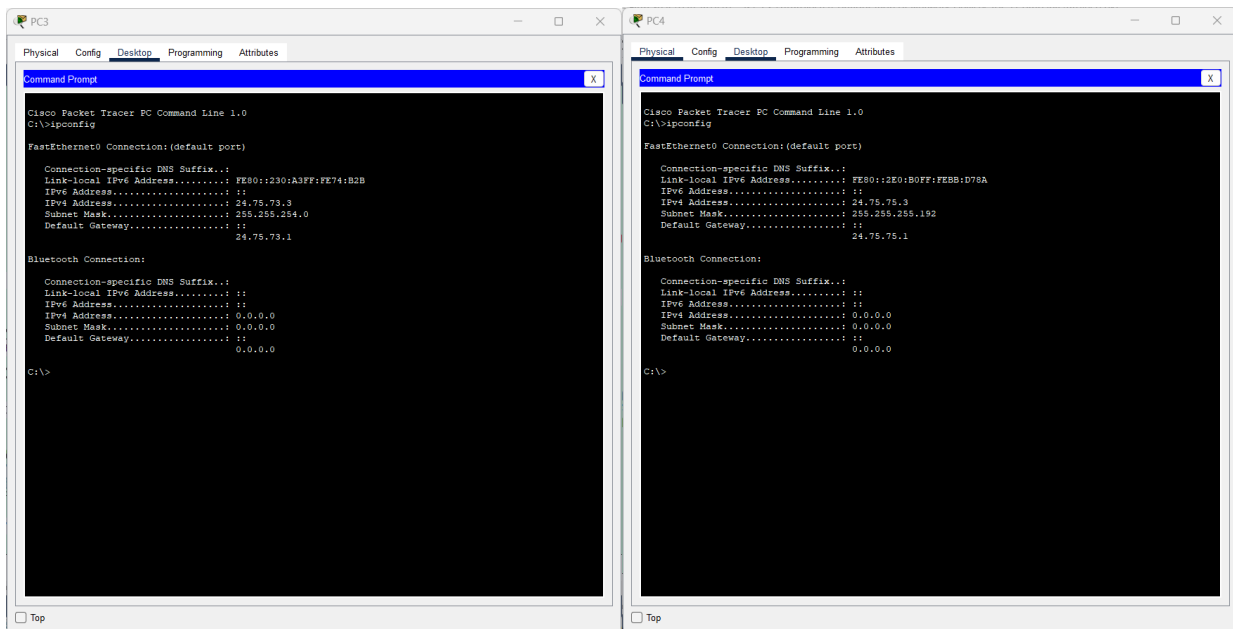 PC3
Physical Config Desktop Programming Attributes
Command Prompt X
Cisco Packet Tracer PC Command Line 1.0
C:\>ipconfig
FastEthernet0 Connection:(default port)
Connection-specific DNS Suffix..:
Link-local IPv6 Address.........: FE80::230:A3FF:FE74:B2B
IPv6 Address....................: ::
IPv4 Address....................: 24.75.73.3
Subnet Mask.....................: 255.255.254.0
Default Gateway.................: ::
24.75.73.1
Bluetooth Connection:
Connection-specific DNS Suffix..:
Link-local IPv6 Address.........: ::
IPv6 Address....................: ::
IPv4 Address....................: 0.0.0.0
Subnet Mask.....................: 0.0.0.0
Default Gateway.................: ::
0.0.0.0
C:\>
Top
PC4
Physical Config Desktop Programming Attributes
Command Prompt X
Cisco Packet Tracer PC Command Line 1.0
C:\>ipconfig
FastEthernet0 Connection:(default port)
Connection-specific DNS Suffix..:
Link-local IPv6 Address.........: FE80::2E0:B0FF:FEBB:D78A
IPv6 Address....................: ::
IPv4 Address....................: 24.75.75.3
Subnet Mask.....................: 255.255.255.192
Default Gateway.................: ::
24.75.75.1
Bluetooth Connection:
Connection-specific DNS Suffix..:
Link-local IPv6 Address.........: ::
IPv6 Address....................: ::
IPv4 Address....................: 0.0.0.0
Subnet Mask.....................: 0.0.0.0
Default Gateway.................: ::
0.0.0.0
C:\>
Top